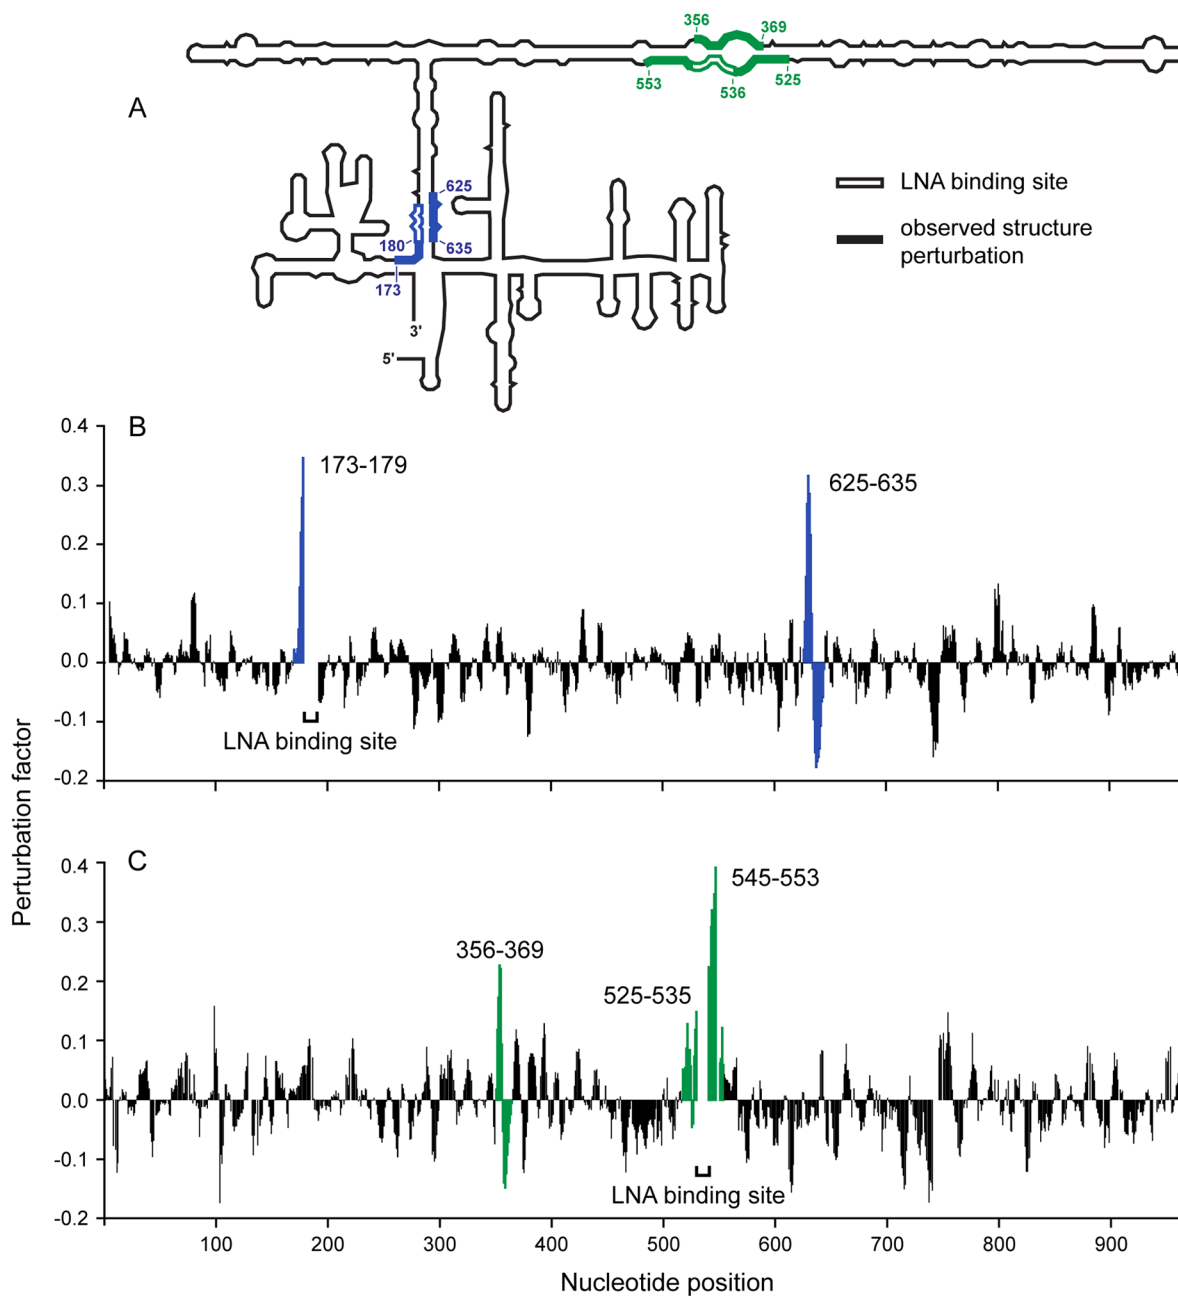 356
369
553
536
525
A
LNA binding site
observed structure
perturbation
625
180
635
173
3'
5'
B
0.4
0.3
0.2
0.1
0.0
-0.1
-0.2
173-179
625-635
LNA binding site
Perturbation factor
C
0.4
0.3
0.2
0.1
0.0
-0.1
-0.2
545-553
356-369
525-535
LNA binding site
100 200 300 400 500 600 700 800 900
Nucleotide position